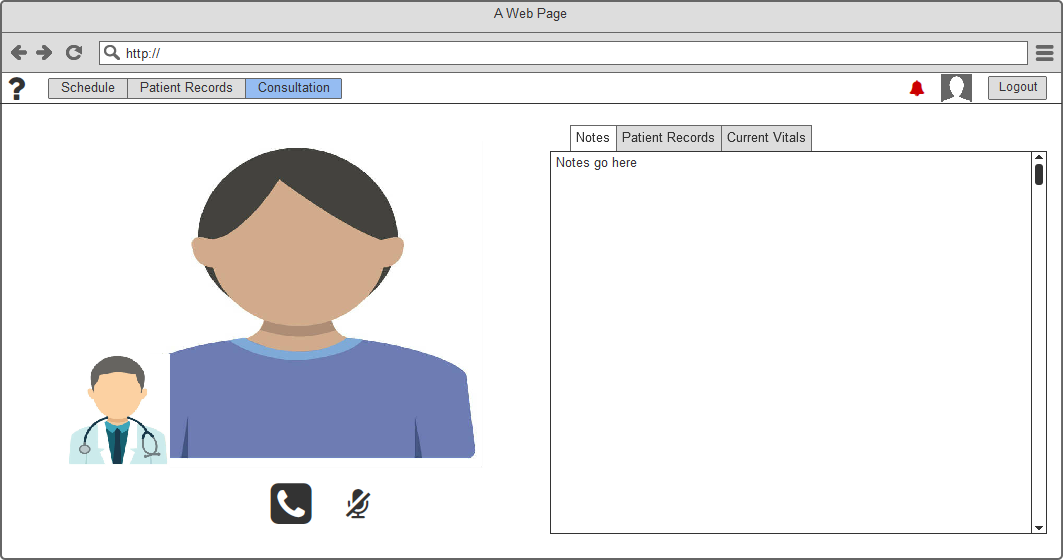 A Web Page
http://
? Schedule Patient Records Consultation Logout
Notes Patient Records Current Vitals
Notes go here